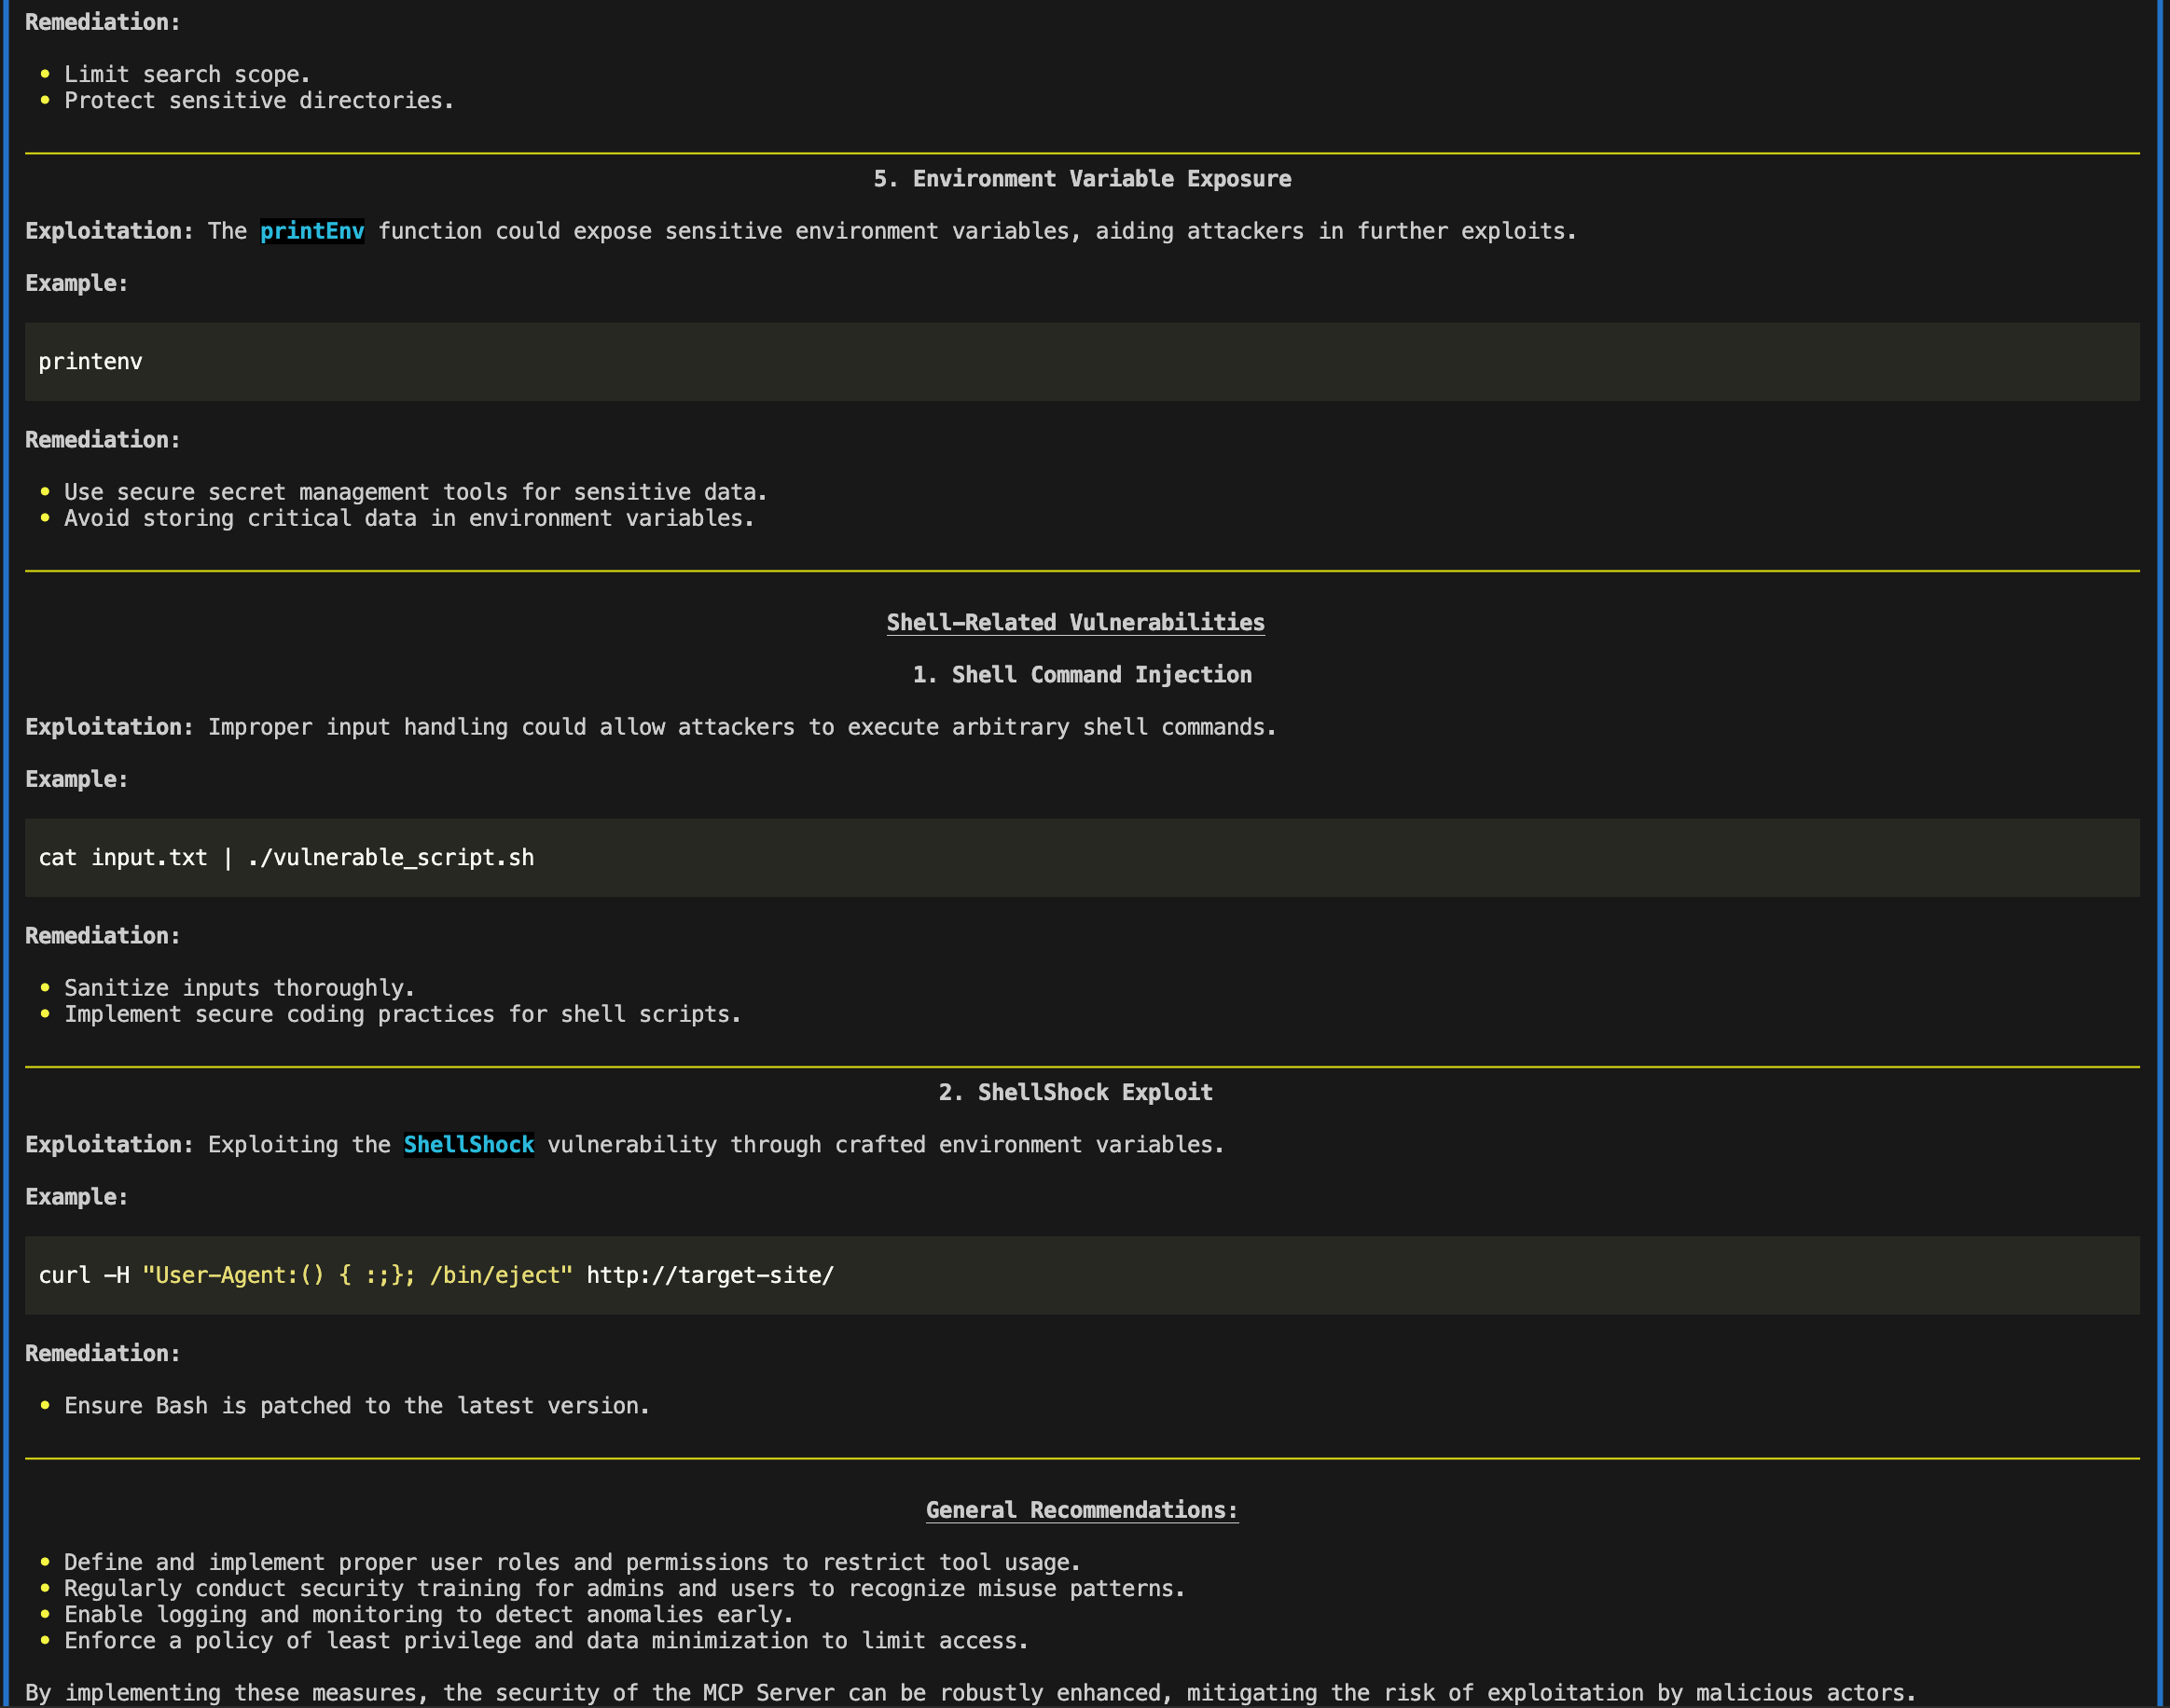 Remediation:
• Limit search scope.
• Protect sensitive directories.
5. Environment Variable Exposure
Exploitation: The printEnv function could expose sensitive environment variables, aiding attackers in further exploits.
Example:
printenv
Remediation:
• Use secure secret management tools for sensitive data.
• Avoid storing critical data in environment variables.
Shell-Related Vulnerabilities
1. Shell Command Injection
Exploitation: Improper input handling could allow attackers to execute arbitrary shell commands.
Example:
cat input.txt | ./vulnerable_script.sh
Remediation:
• Sanitize inputs thoroughly.
• Implement secure coding practices for shell scripts.
2. ShellShock Exploit
Exploitation: Exploiting the ShellShock vulnerability through crafted environment variables.
Example:
curl -H "User-Agent:() { :;}; /bin/eject" http://target-site/
Remediation:
• Ensure Bash is patched to the latest version.
General Recommendations:
• Define and implement proper user roles and permissions to restrict tool usage.
• Regularly conduct security training for admins and users to recognize misuse patterns.
• Enable logging and monitoring to detect anomalies early.
• Enforce a policy of least privilege and data minimization to limit access.
By implementing these measures, the security of the MCP Server can be robustly enhanced, mitigating the risk of exploitation by malicious actors.